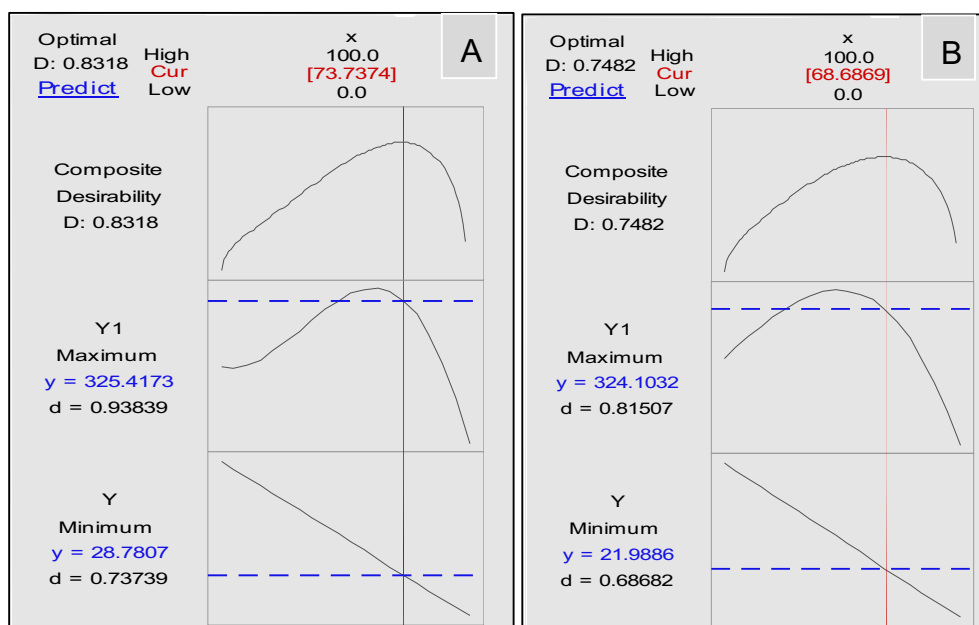 A
Optimal
D: 0.8318
Predict
High
Cur
Low
x
100.0
[73.7374]
0.0
Composite
Desirability
D: 0.8318
Y1
Maximum
y = 325.4173
d = 0.93839
Y
Minimum
y = 28.7807
d = 0.73739
B
Optimal
D: 0.7482
Predict
High
Cur
Low
x
100.0
[68.6869]
0.0
Composite
Desirability
D: 0.7482
Y1
Maximum
y = 324.1032
d = 0.81507
Y
Minimum
y = 21.9886
d = 0.68682